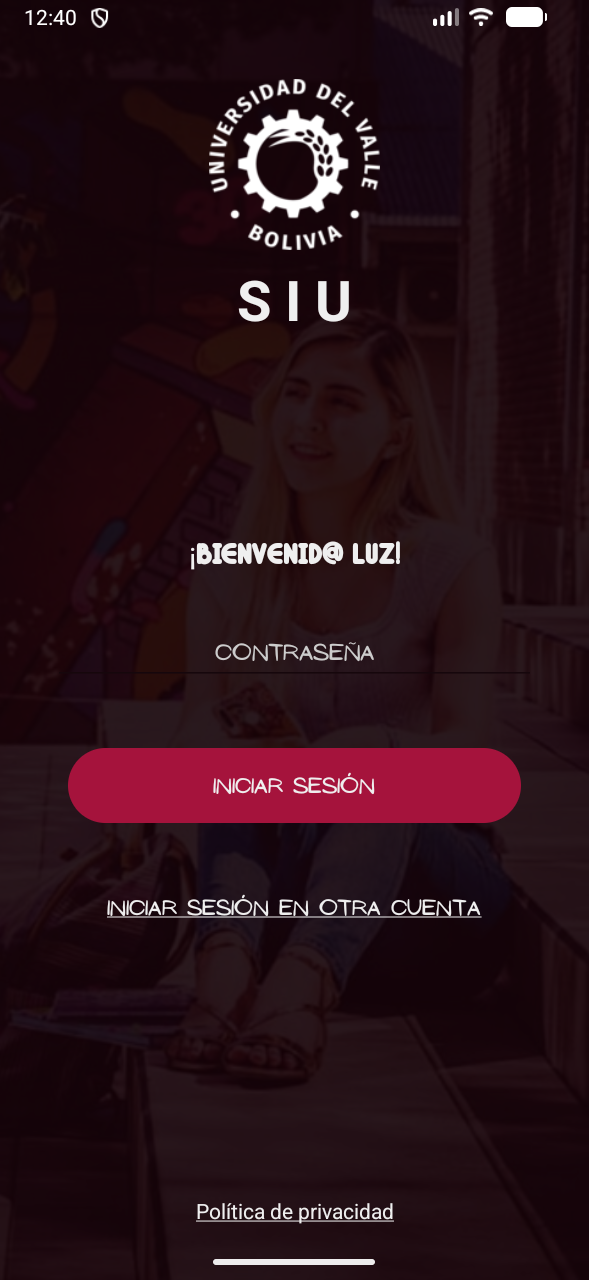 12:40
UNIVERSIDAD DEL VALLE
BOLIVIA
SIU
¡BIENVENID@ LUZ!
CONTRASEÑA
INICIAR SESIÓN
INICIAR SESIÓN EN OTRA CUENTA
Política de privacidad